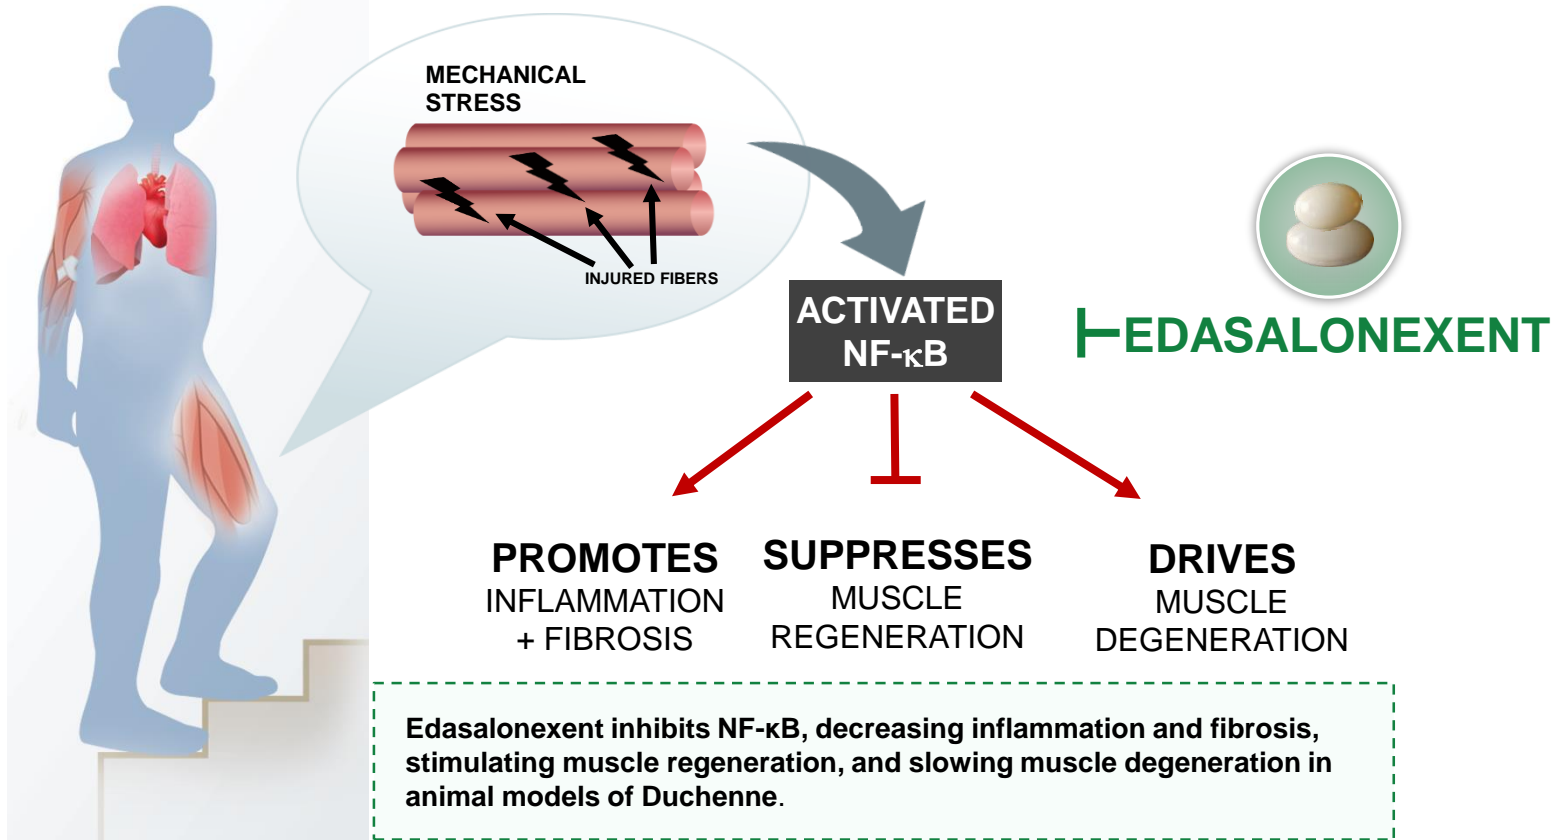 MECHANICAL
STRESS
INJURED FIBERS
ACTIVATED
NF-κB
EDASALONEXENT
PROMOTES
INFLAMMATION
+ FIBROSIS
SUPPRESSES
MUSCLE
REGENERATION
DRIVES
MUSCLE
DEGENERATION
Edasalonexent inhibits NF-κB, decreasing inflammation and fibrosis,
stimulating muscle regeneration, and slowing muscle degeneration in
animal models of Duchenne.